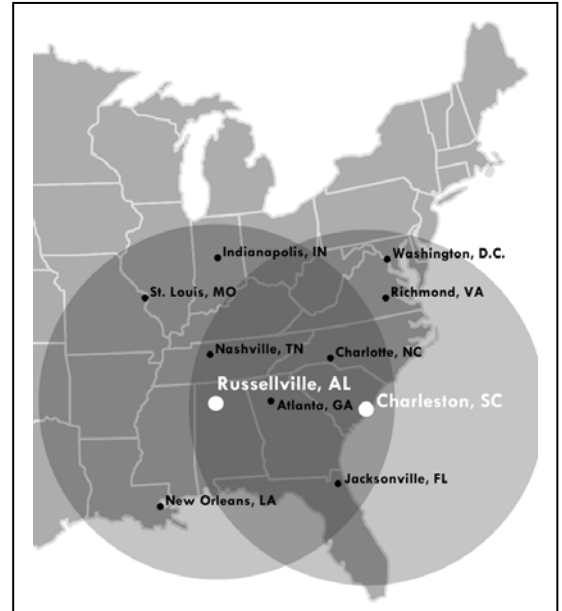 Indianapolis, IN
Washington, D.C.
St. Louis, MO
Richmond, VA
Nashville, TN
Charlotte, NC
Russellville, AL
Atlanta, GA
Charleston, SC
Jacksonville, FL
New Orleans, LA